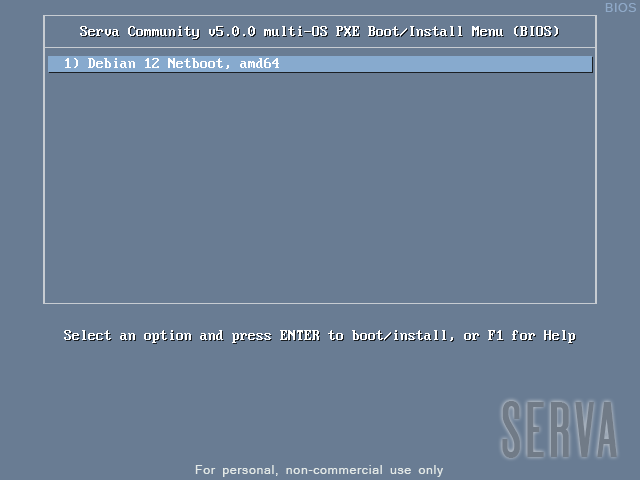 BIOS
Serva Community v5.0.0 multi-OS PXE Boot/Install Menu (BIOS)
1) Debian 12 Netboot, amd64
Select an option and press ENTER to boot/install, or F1 for Help
SERVA
For personal, non-commercial use only